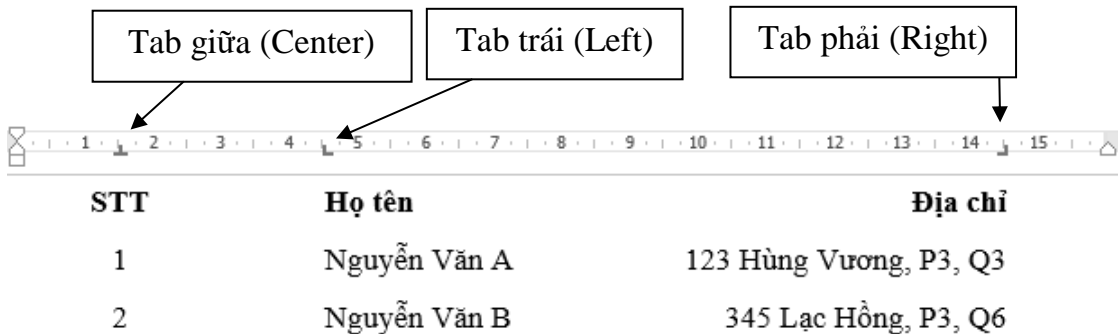 Tab giữa (Center) Tab trái (Left) Tab phải (Right)
1 2 3 4 5 6 7 8 9 10 11 12 13 14 15
STT Họ tên Địa chỉ
1 Nguyễn Văn A 123 Hùng Vương, P3, Q3
2 Nguyễn Văn B 345 Lạc Hồng, P3, Q6